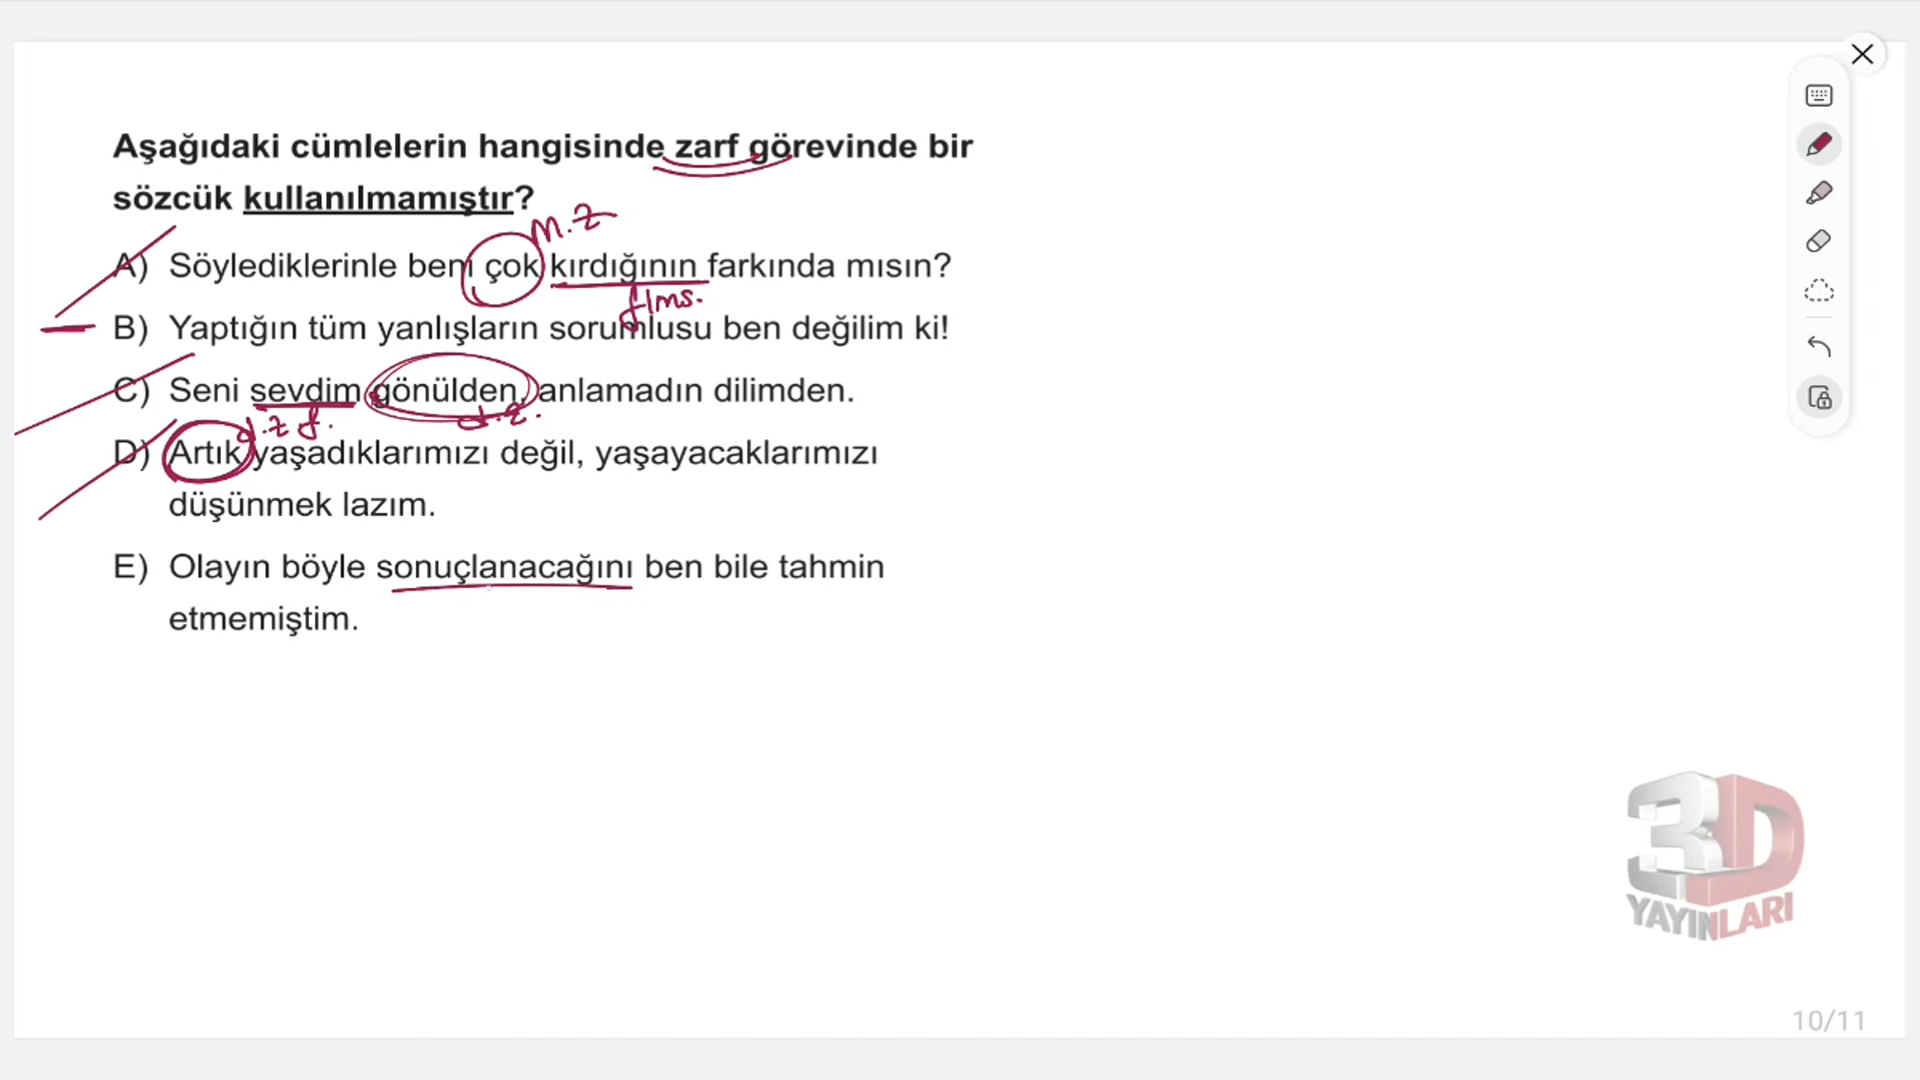 Aşağıdaki cümlelerin hangisinde zarf görevinde bir
sözcük kullanılmamıştır?
M.Z
A) Söylediklerinle beni çok kırdığının farkında mısın?
fıms.
B) Yaptığın tüm yanlışların sorumlusu ben değilim ki!
C) Seni sevdim gönülden, anlamadın dilimden.
d.z f. d.z.
D) Artık yaşadıklarımızı değil, yaşayacaklarımızı
düşünmek lazım.
E) Olayın böyle sonuçlanacağını ben bile tahmin
etmemiştim.
3D
YAYINLARI
10/11